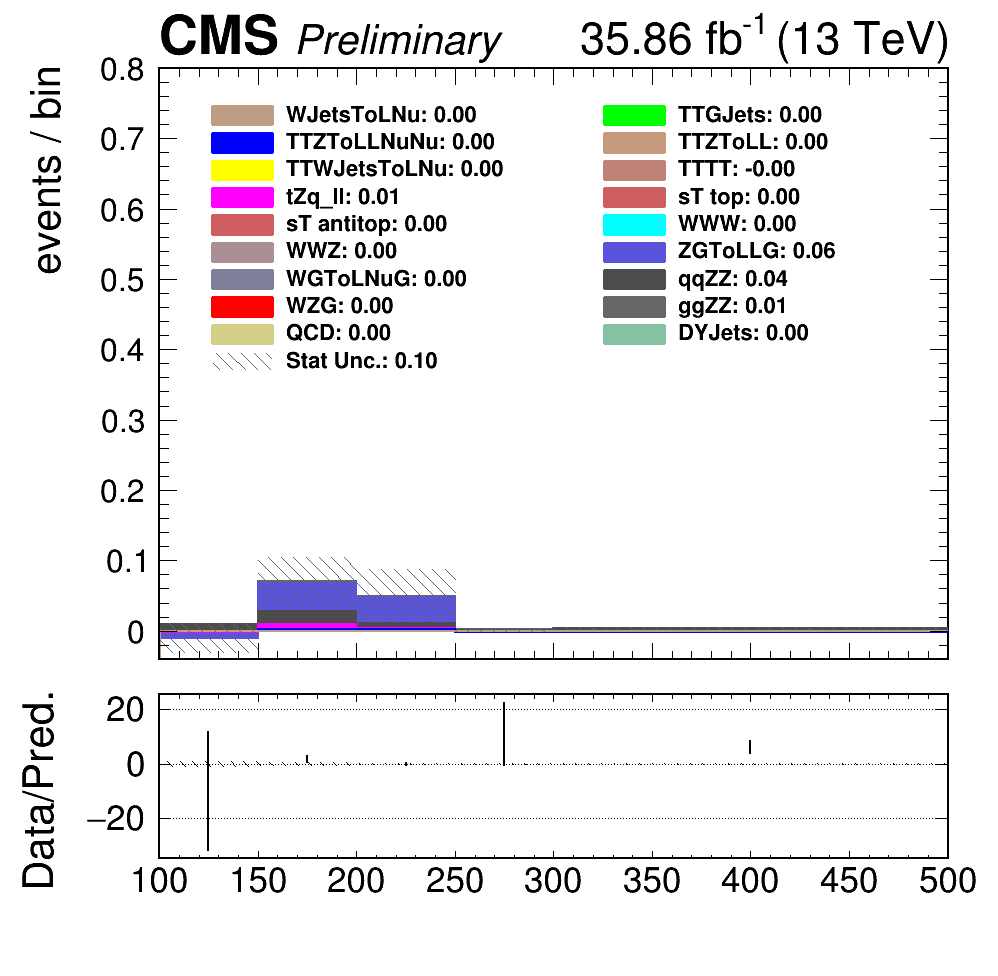 CMS Preliminary 35.86 fb-1 (13 TeV)
events / bin
0.8
0.7
0.6
0.5
0.4
0.3
0.2
0.1
0
WJetsToLNu: 0.00
TTGJets: 0.00
TTZToLLNuNu: 0.00
TTZToLL: 0.00
TTWJetsToLNu: 0.00
TTTT: -0.00
tZq_ll: 0.01
sT top: 0.00
sT antitop: 0.00
WWW: 0.00
WWZ: 0.00
ZGToLLG: 0.06
WGToLNuG: 0.00
qqZZ: 0.04
WZG: 0.00
ggZZ: 0.01
QCD: 0.00
DYJets: 0.00
Stat Unc.: 0.10
Data/Pred.
20
0
−20
100 150 200 250 300 350 400 450 500